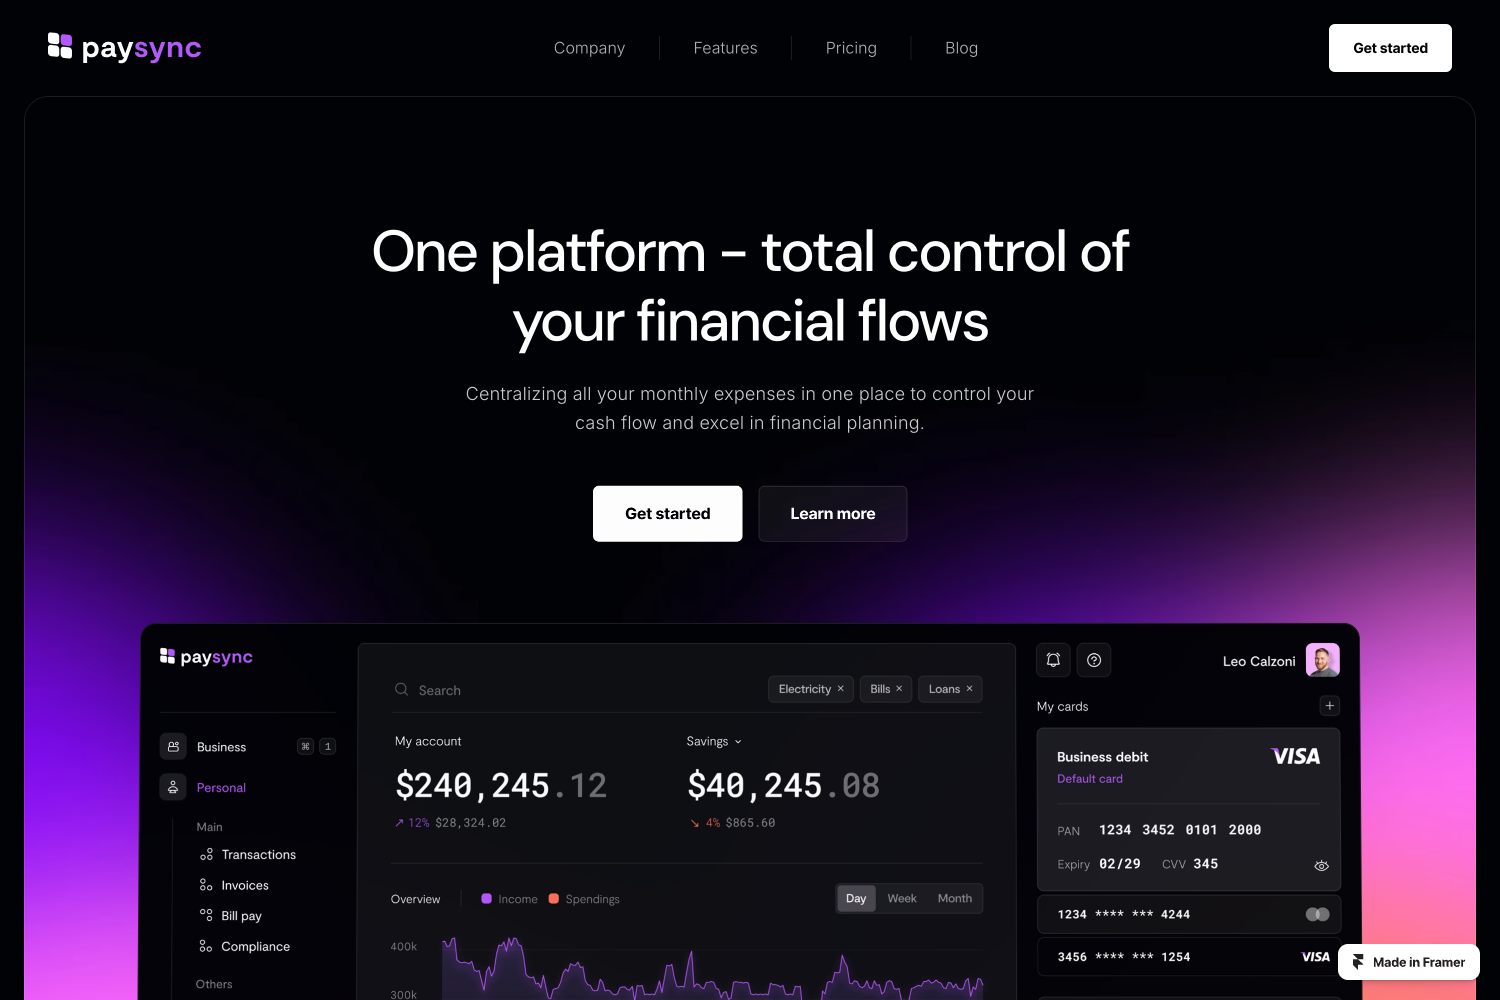 paysync
Company
Features
Pricing
Blog
Get started
One platform – total control of
your financial flows
Centralizing all your monthly expenses in one place to control your
cash flow and excel in financial planning.
Get started
Learn more
paysync
Business
⌘
1
Personal
Main
Transactions
Invoices
Bill pay
Compliance
Others
Search
Electricity ×
Bills ×
Loans ×
My account
$240,245.12
↗ 12% $28,324.02
Savings
$40,245.08
↘ 4% $865.60
Overview
Income
Spendings
Day
Week
Month
400k
300k
Leo Calzoni
My cards
+
Business debit
VISA
Default card
PAN 1234 3452 0101 2000
Expiry 02/29 CVV 345
1234 **** *** 4244
3456 **** *** 1254
VISA
Made in Framer